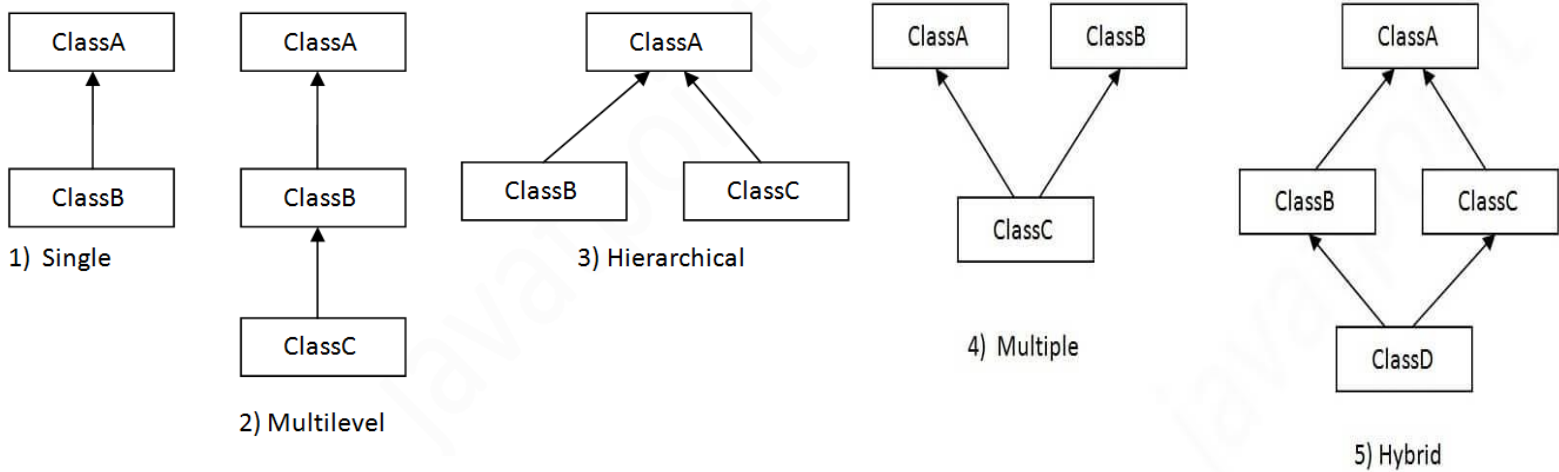 ClassA
ClassB
1) Single
ClassA
ClassB
ClassC
2) Multilevel
ClassA
ClassB
ClassC
3) Hierarchical
ClassA
ClassB
ClassC
4) Multiple
ClassA
ClassB
ClassC
ClassD
5) Hybrid